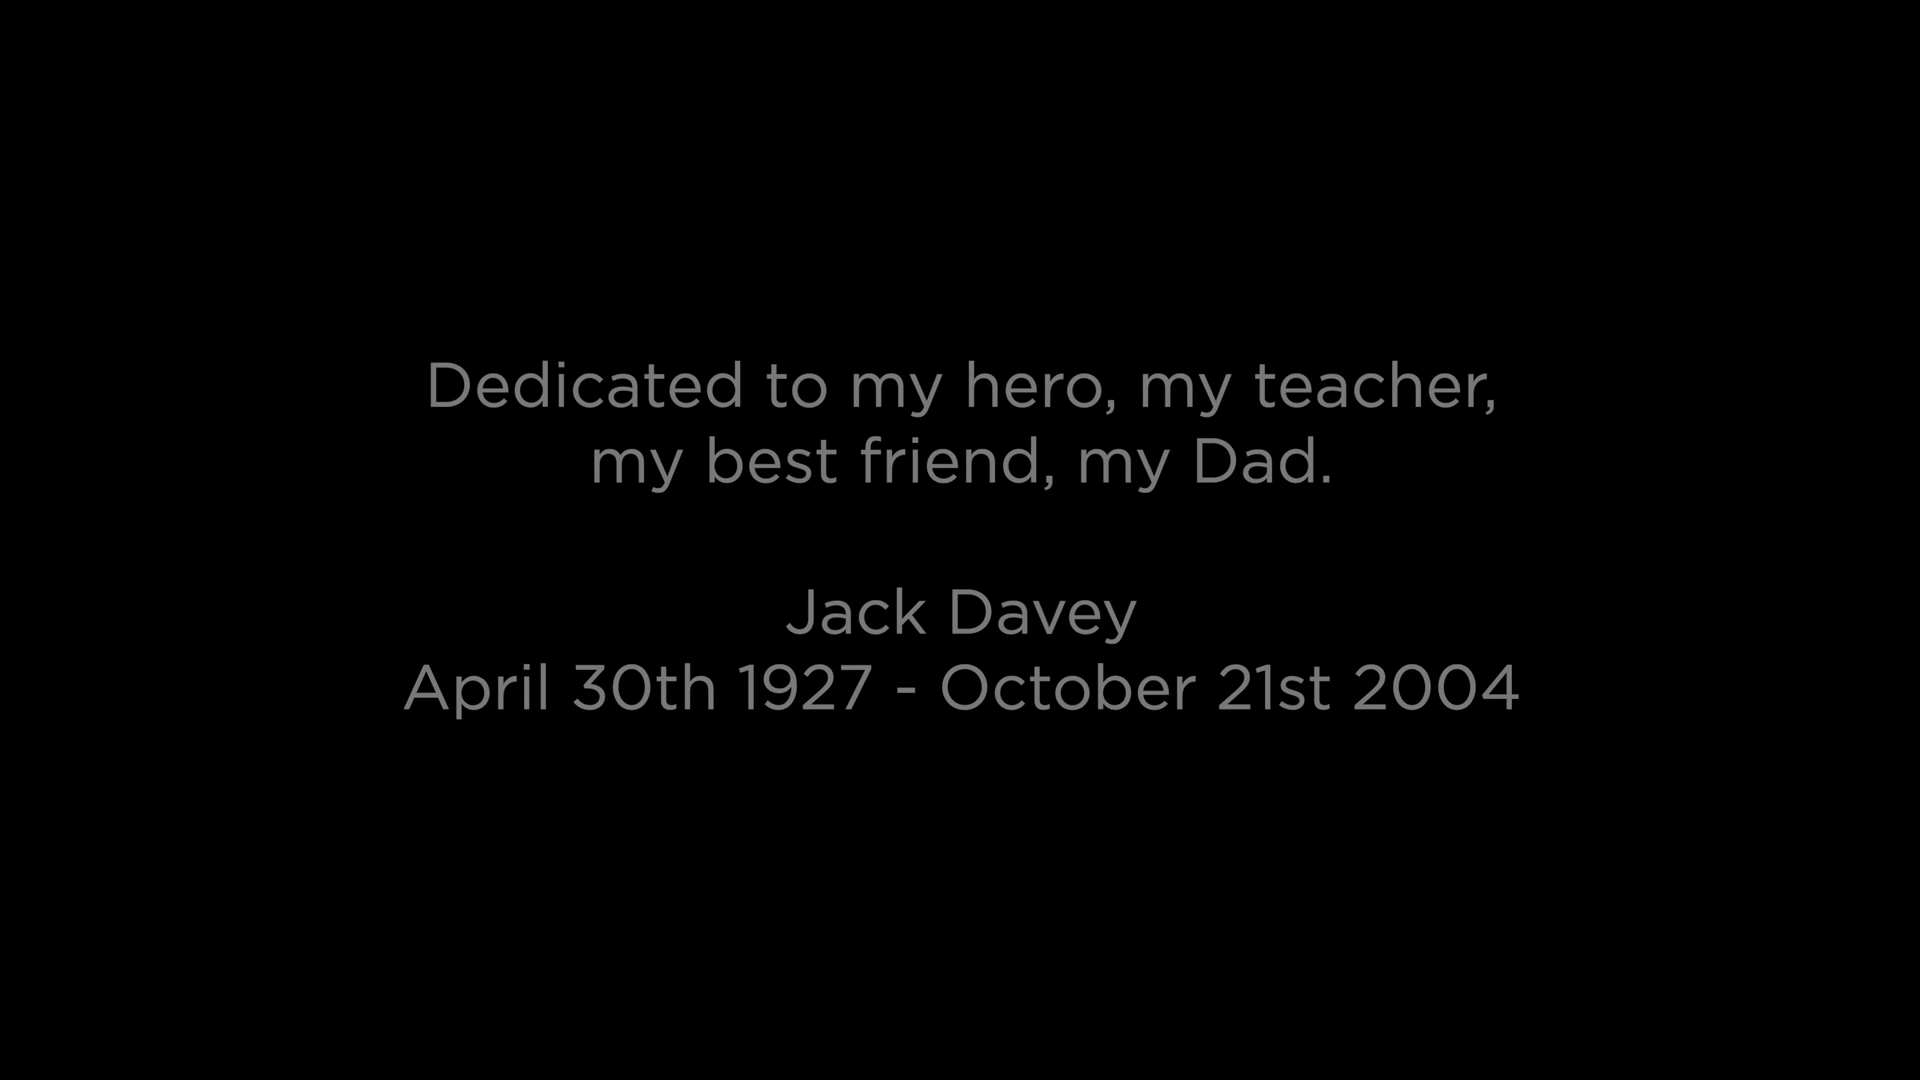 Dedicated to my hero, my teacher,
my best friend, my Dad.
Jack Davey
April 30th 1927 - October 21st 2004